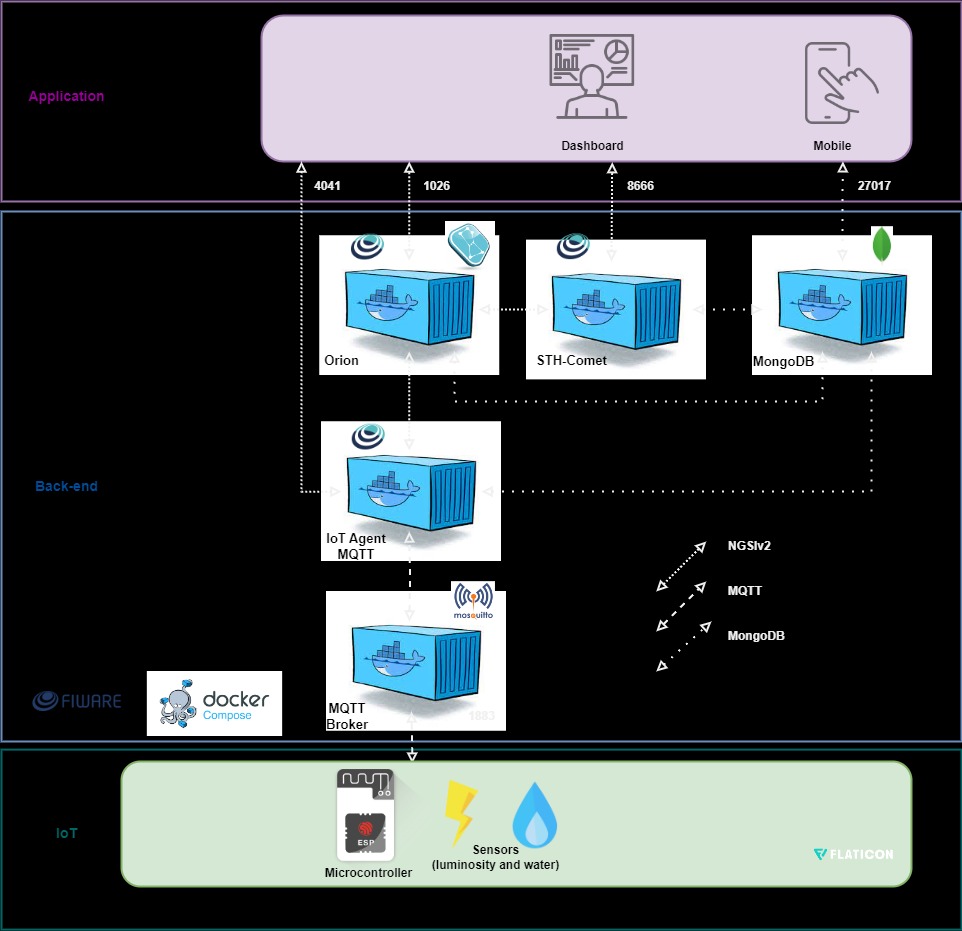 Application
Dashboard
Mobile
4041
1026
8666
27017
Orion
STH-Comet
MongoDB
Back-end
IoT Agent
MQTT
NGSIv2
MQTT
MongoDB
mosquitto
FIWARE
docker
Compose
MQTT
Broker
1883
IoT
ESP
Microcontroller
Sensors
(luminosity and water)
FLATICON